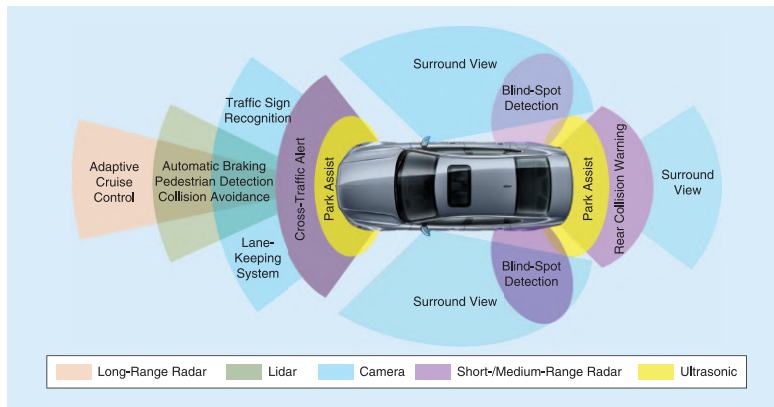 Surround View
Blind-Spot
Detection
Traffic Sign
Recognition
Adaptive
Cruise
Control
Automatic Braking
Pedestrian Detection
Collision Avoidance
Cross-Traffic Alert
Park Assist
Park Assist
Rear Collision Warning
Surround
View
Lane-
Keeping
System
Blind-Spot
Detection
Surround View
Long-Range Radar
Lidar
Camera
Short-/Medium-Range Radar
Ultrasonic